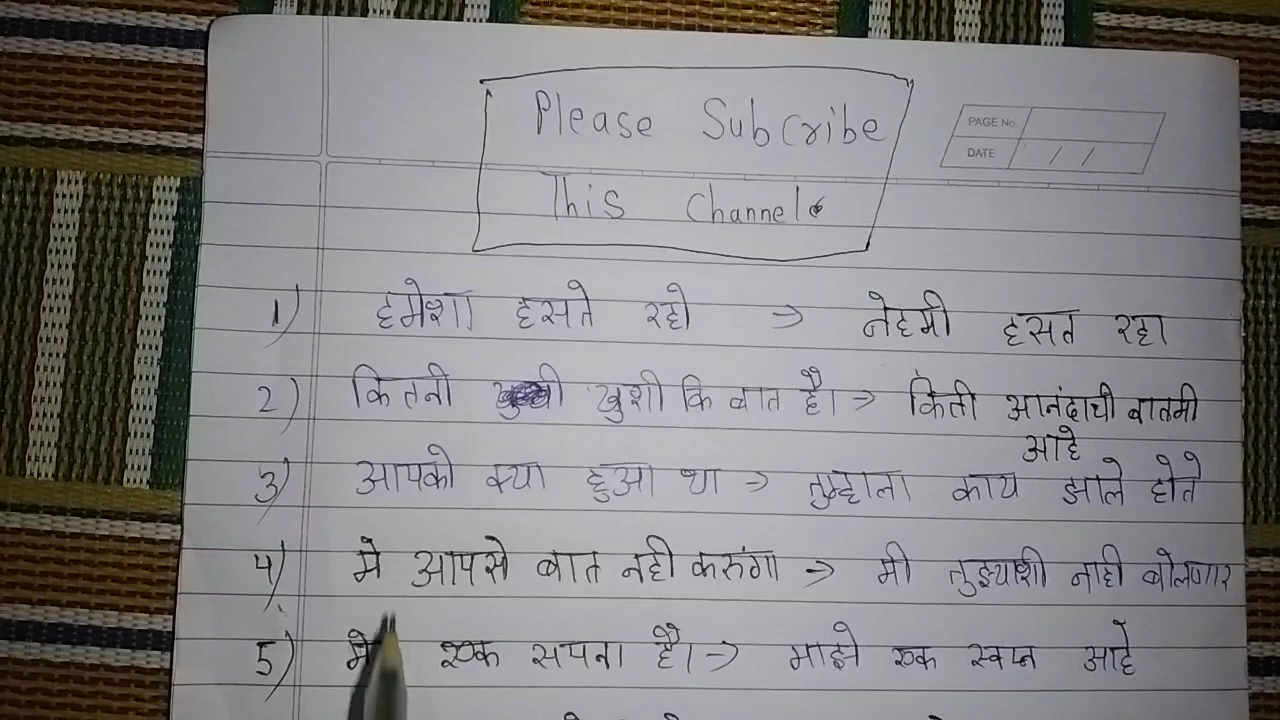 Please Subcribe
This Channel
PAGE No.
DATE / /
1) हमेशा हसते रहो → नेहमी हसत रहा
2) कितनी खुशी कि बात है। → किंती आनंदाची बातमी
आहे
3) आपको क्या हुआ था → तुम्हाला काय झाले होते
4) मे आपसे बात नही करुंगा → मी तुझ्याशी नाही बोलणार
5) एक सपना है। → माझे एक स्वप्न आहे